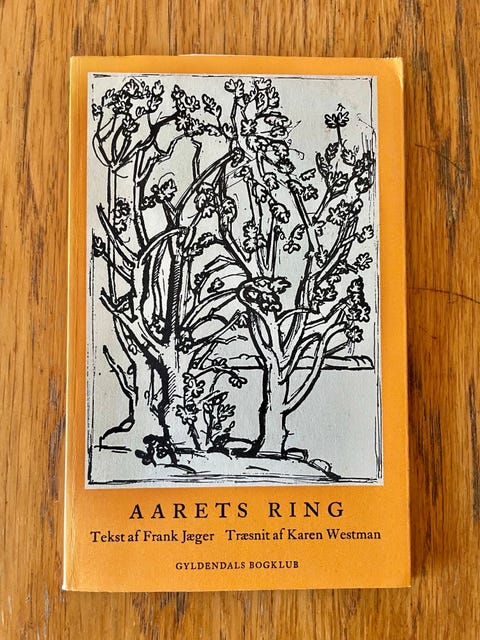 AARETS RING
Tekst af Frank Jæger Træsnit af Karen Westman
GYLDENDALS BOGKLUB